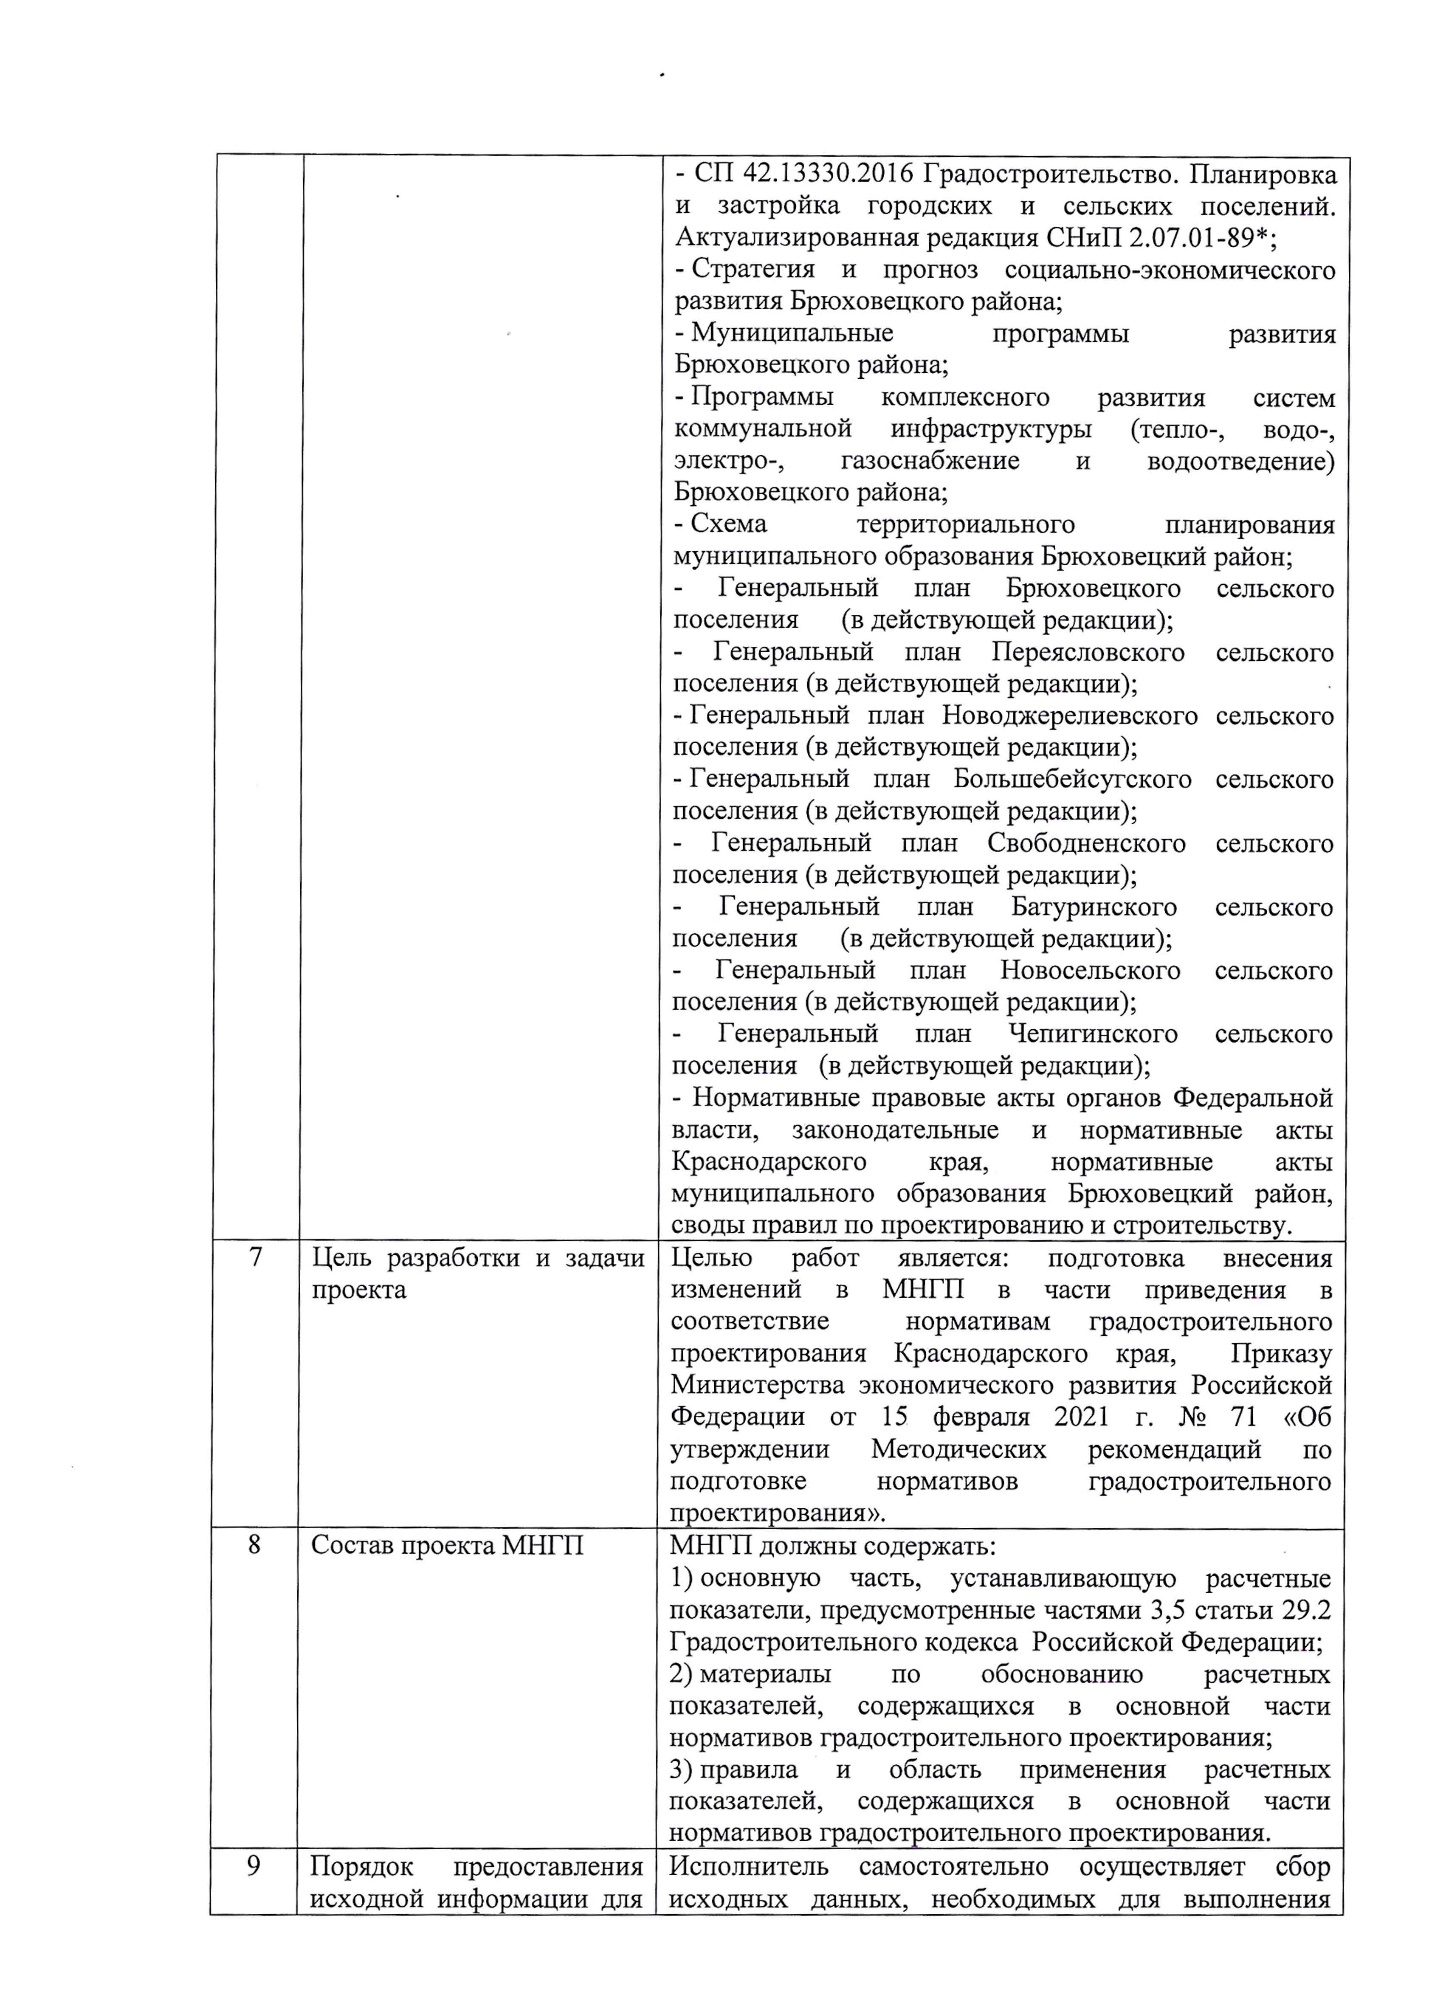 - СП 42.13330.2016 Градостроительство. Планировка
и застройка городских и сельских поселений.
Актуализированная редакция СНиП 2.07.01-89*;
- Стратегия и прогноз социально-экономического
развития Брюховецкого района;
- Муниципальные программы развития
Брюховецкого района;
- Программы комплексного развития систем
коммунальной инфраструктуры (тепло-, водо-,
электро-, газоснабжение и водоотведение)
Брюховецкого района;
- Схема территориального планирования
муниципального образования Брюховецкий район;
- Генеральный план Брюховецкого сельского
поселения (в действующей редакции);
- Генеральный план Переясловского сельского
поселения (в действующей редакции);
- Генеральный план Новоджерелиевского сельского
поселения (в действующей редакции);
- Генеральный план Большебейсугского сельского
поселения (в действующей редакции);
- Генеральный план Свободненского сельского
поселения (в действующей редакции);
- Генеральный план Батуринского сельского
поселения (в действующей редакции);
- Генеральный план Новосельского сельского
поселения (в действующей редакции);
- Генеральный план Чепигинского сельского
поселения (в действующей редакции);
- Нормативные правовые акты органов Федеральной
власти, законодательные и нормативные акты
Краснодарского края, нормативные акты
муниципального образования Брюховецкий район,
своды правил по проектированию и строительству.
7
Цель разработки и задачи
проекта
Целью работ является: подготовка внесения
изменений в МНГП в части приведения в
соответствие нормативам градостроительного
проектирования Краснодарского края, Приказу
Министерства экономического развития Российской
Федерации от 15 февраля 2021 г. № 71 «Об
утверждении Методических рекомендаций по
подготовке нормативов градостроительного
проектирования».
8
Состав проекта МНГП
МНГП должны содержать:
1) основную часть, устанавливающую расчетные
показатели, предусмотренные частями 3,5 статьи 29.2
Градостроительного кодекса Российской Федерации;
2) материалы по обоснованию расчетных
показателей, содержащихся в основной части
нормативов градостроительного проектирования;
3) правила и область применения расчетных
показателей, содержащихся в основной части
нормативов градостроительного проектирования.
9
Порядок предоставления
исходной информации для
Исполнитель самостоятельно осуществляет сбор
исходных данных, необходимых для выполнения